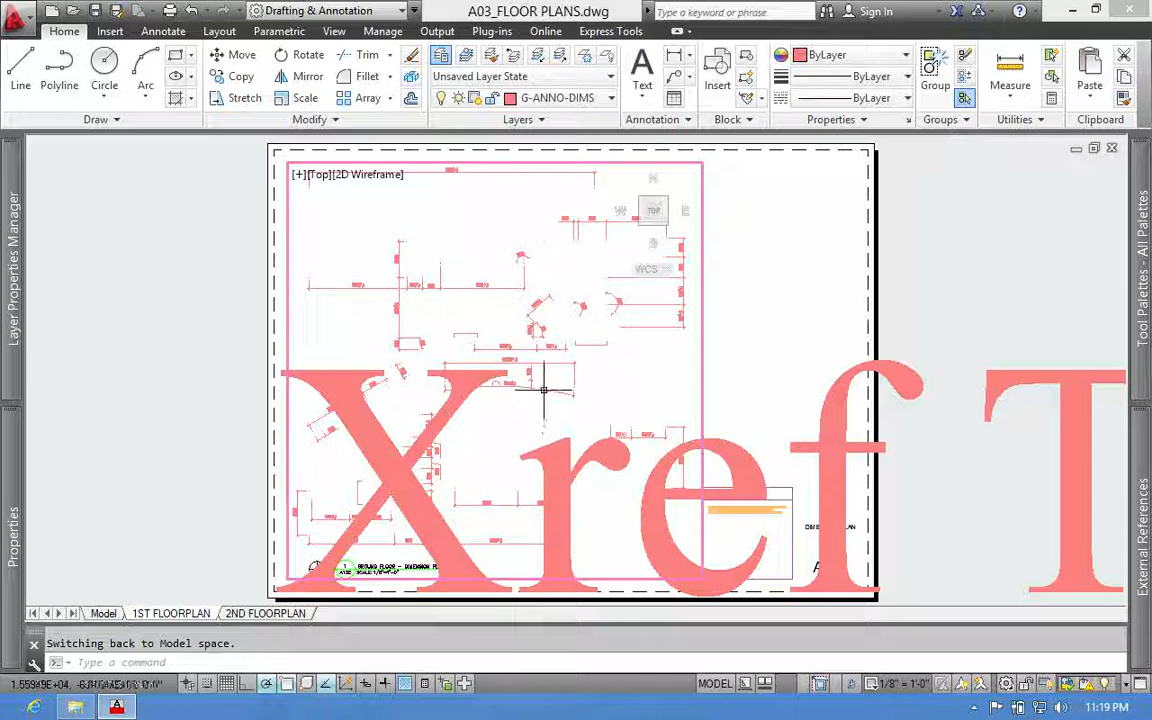 Drafting & Annotation
A03_FLOOR PLANS.dwg
Type a keyword or phrase
Sign In
Home Insert Annotate Layout Parametric View Manage Output Plug-ins Online Express Tools
Line Polyline Circle Arc
Move Rotate Trim
Copy Mirror Fillet
Stretch Scale Array
Unsaved Layer State
G-ANNO-DIMS
Text
Insert
ByLayer
ByLayer
ByLayer
Group
Measure
Paste
Draw Modify Layers Annotation Block Properties Groups Utilities Clipboard
Layer Properties Manager
Properties
All Palettes
Tool Palettes -
External References
[+][Top][2D Wireframe]
TOP
W E
S
WCS
Xref T
GROUND FLOOR - DIMENSION
Model 1ST FLOORPLAN 2ND FLOORPLAN
Switching back to Model space.
Type a command
MODEL
1/8" = 1'-0"
11:19 PM